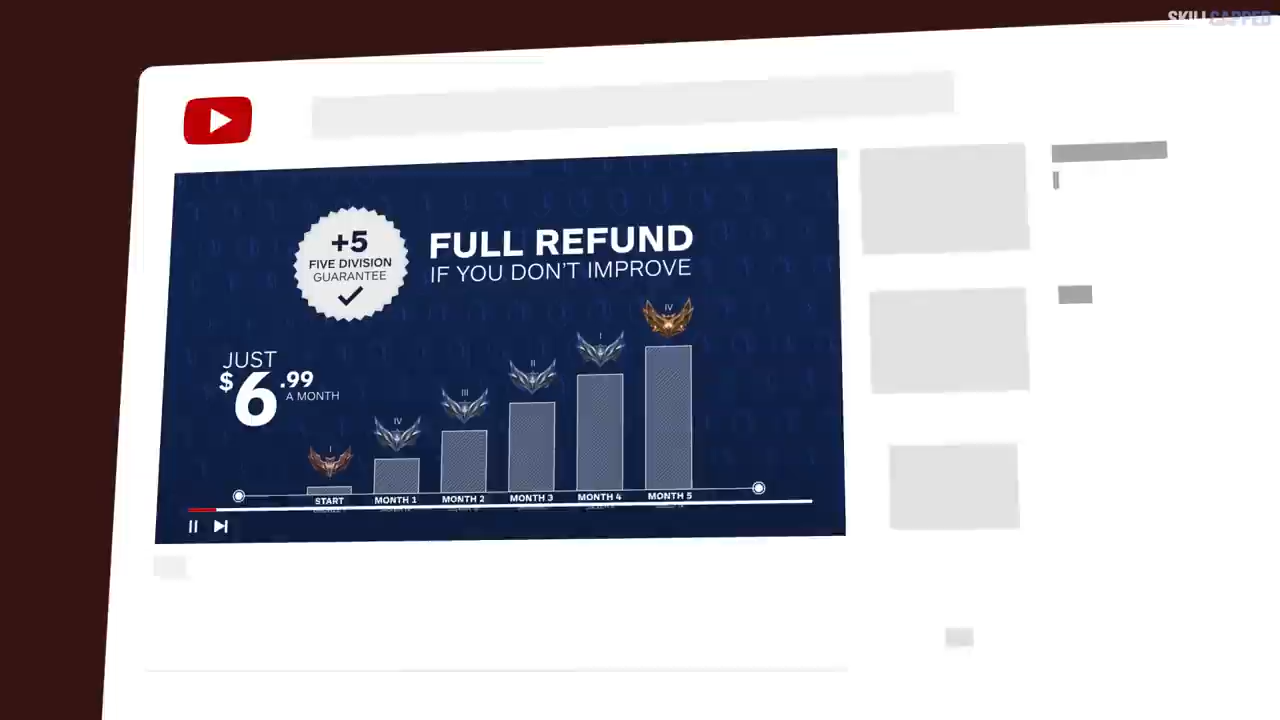 SKILLCAPPED
+5
FIVE DIVISION
GUARANTEE
FULL REFUND
IF YOU DON'T IMPROVE
JUST
$6.99
A MONTH
I
IV
III
II
I
IV
START
MONTH 1
MONTH 2
MONTH 3
MONTH 4
MONTH 5